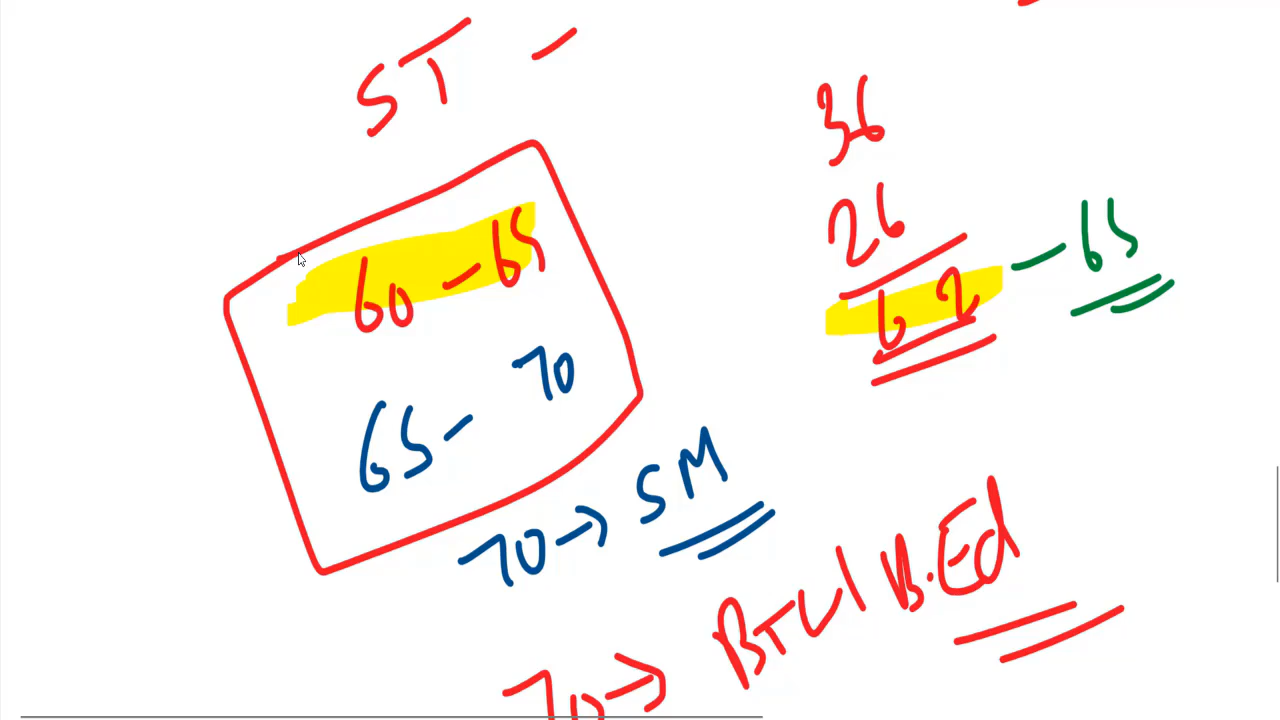 ST -
60 - 65
65 - 70
70 → SM
70 → BTC/B.Ed
36
26
62 - 65